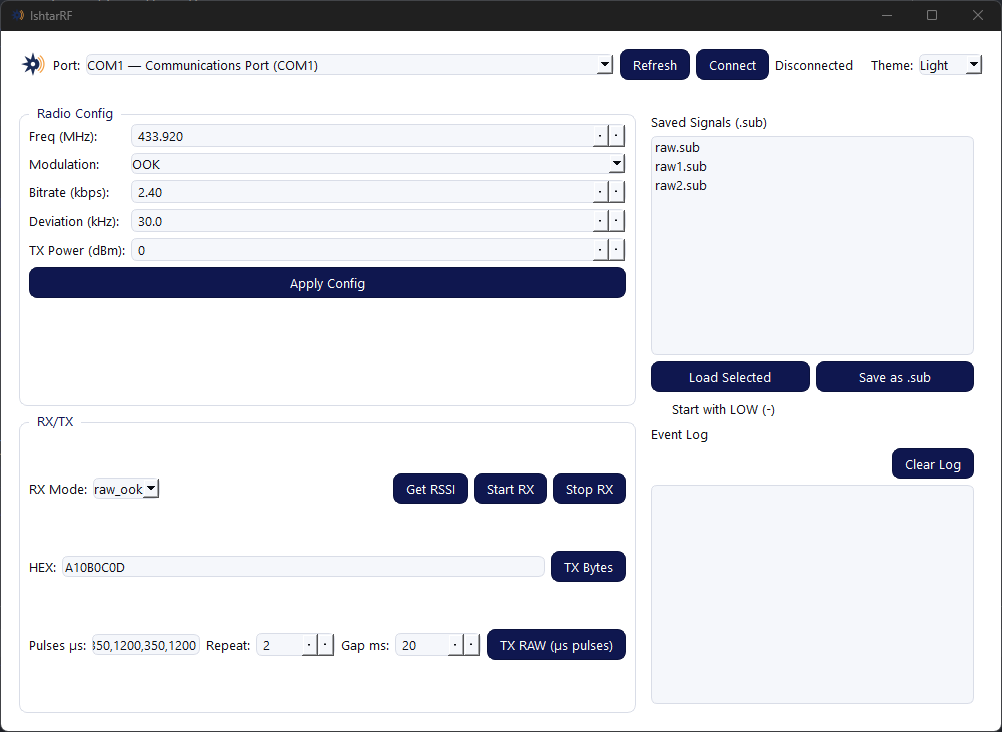 IshtarRF
Port: COM1 — Communications Port (COM1) Refresh Connect Disconnected Theme: Light
Radio Config
Freq (MHz): 433.920
Modulation: OOK
Bitrate (kbps): 2.40
Deviation (kHz): 30.0
TX Power (dBm): 0
Apply Config
RX/TX
RX Mode: raw_ook Get RSSI Start RX Stop RX
HEX: A10B0C0D TX Bytes
Pulses µs: 350,1200,350,1200 Repeat: 2 Gap ms: 20 TX RAW (µs pulses)
Saved Signals (.sub)
raw.sub
raw1.sub
raw2.sub
Load Selected Save as .sub
Start with LOW (-)
Event Log
Clear Log